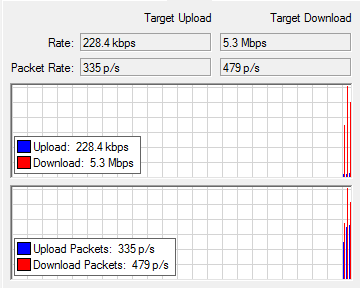 Target Upload Target Download
Rate: 228.4 kbps 5.3 Mbps
Packet Rate: 335 p/s 479 p/s
Upload: 228.4 kbps
Download: 5.3 Mbps
Upload Packets: 335 p/s
Download Packets: 479 p/s